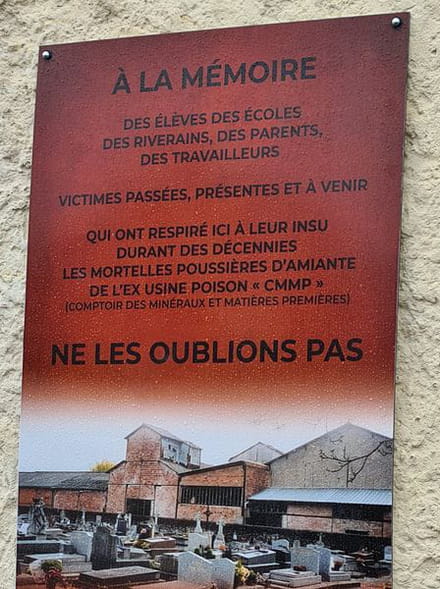 À LA MÉMOIRE
DES ÉLÈVES DES ÉCOLES
DES RIVERAINS, DES PARENTS,
DES TRAVAILLEURS
VICTIMES PASSÉES, PRÉSENTES ET À VENIR
QUI ONT RESPIRÉ ICI À LEUR INSU
DURANT DES DÉCENNIES
LES MORTELLES POUSSIÈRES D'AMIANTE
DE L'EX USINE POISON « CMMP »
(COMPTOIR DES MINÉRAUX ET MATIÈRES PREMIÈRES)
NE LES OUBLIONS PAS